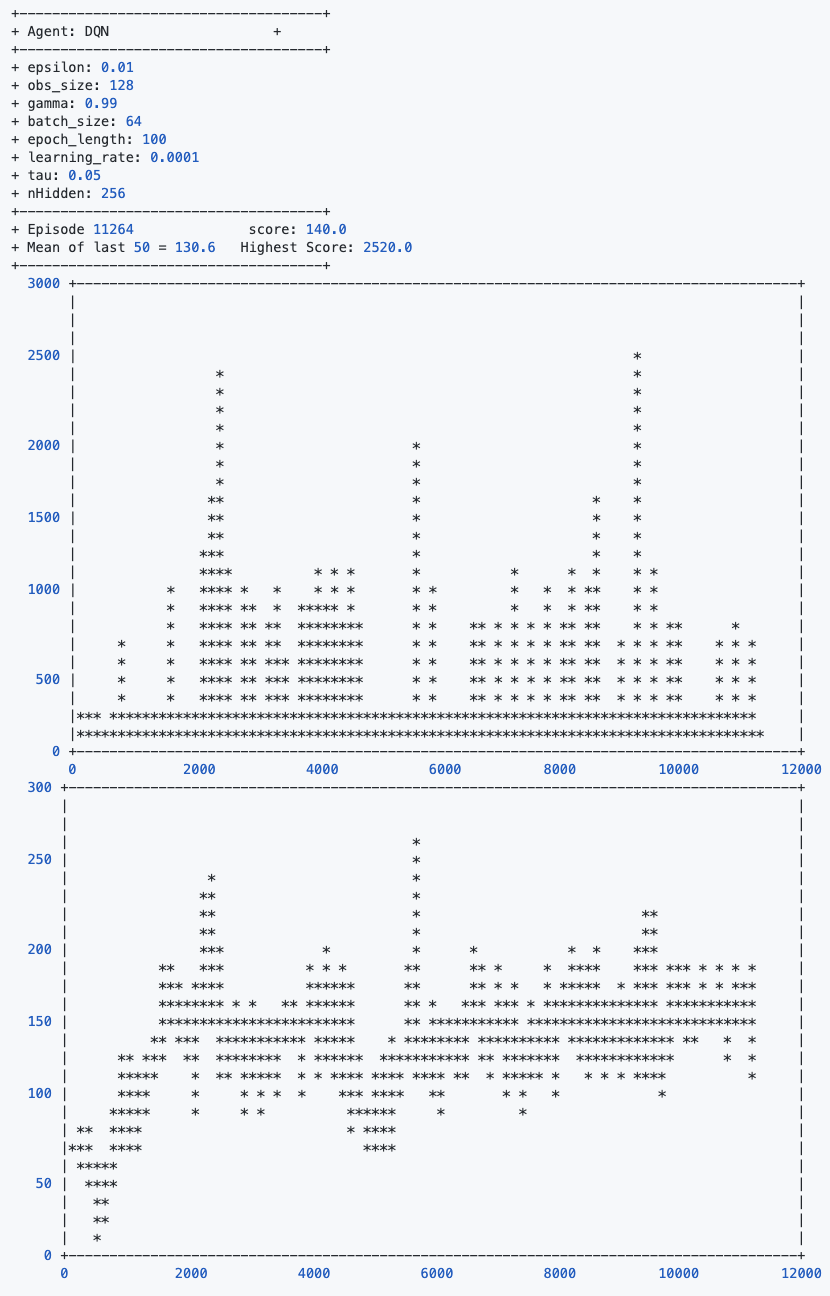 +-------------------------------------+
+ Agent: DQN                    +
+-------------------------------------+
+ epsilon: 0.01
+ obs_size: 128
+ gamma: 0.99
+ batch_size: 64
+ epoch_length: 100
+ learning_rate: 0.0001
+ tau: 0.05
+ nHidden: 256
+-------------------------------------+
+ Episode 11264              score: 140.0
+ Mean of last 50 = 130.6   Highest Score: 2520.0
+-------------------------------------+
3000
2500
2000
1500
1000
500
0
0 2000 4000 6000 8000 10000 12000
300
250
200
150
100
50
0
0 2000 4000 6000 8000 10000 12000